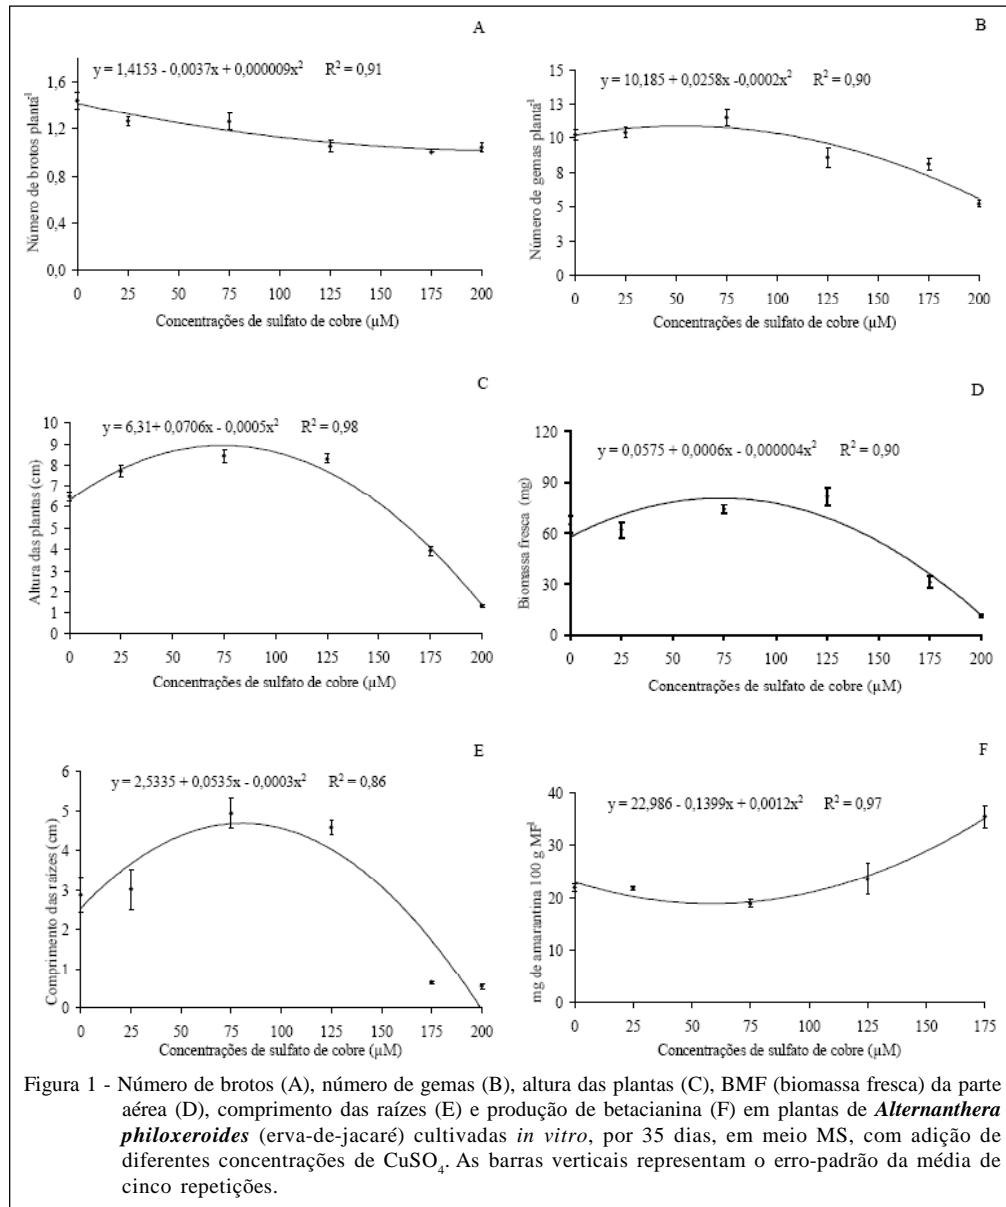 A
y = 1,4153 - 0,0037x + 0,000009x² R² = 0,91
Número de brotos planta⁻¹
1,6
1,2
0,8
0,4
0,0
0 25 50 75 100 125 150 175 200
Concentrações de sulfato de cobre (µM)
B
y = 10,185 + 0,0258x -0,0002x² R² = 0,90
Número de gemas planta⁻¹
15
13
10
8
5
3
0
0 25 50 75 100 125 150 175 200
Concentrações de sulfato de cobre (µM)
C
y = 6,31+ 0,0706x - 0,0005x² R² = 0,98
Altura das plantas (cm)
10
9
8
7
6
5
4
3
2
1
0
0 25 50 75 100 125 150 175 200
Concentrações de sulfato de cobre (µM)
D
y = 0,0575 + 0,0006x - 0,000004x² R² = 0,90
Biomassa fresca (mg)
120
90
60
30
0
0 25 50 75 100 125 150 175 200
Concentrações de sulfato de cobre (µM)
E
y = 2,5335 + 0,0535x - 0,0003x² R² = 0,86
Comprimento das raízes (cm)
6
5
4
3
2
1
0
0 25 50 75 100 125 150 175 200
Concentrações de sulfato de cobre (µM)
F
y = 22,986 - 0,1399x + 0,0012x² R² = 0,97
mg de amarantina 100 g MF⁻¹
40
30
20
10
0
0 25 50 75 100 125 150 175
Concentrações de sulfato de cobre (µM)
Figura 1 - Número de brotos (A), número de gemas (B), altura das plantas (C), BMF (biomassa fresca) da parte
aérea (D), comprimento das raízes (E) e produção de betacianina (F) em plantas de Alternanthera
philoxeroides (erva-de-jacaré) cultivadas in vitro, por 35 dias, em meio MS, com adição de
diferentes concentrações de CuSO₄. As barras verticais representam o erro-padrão da média de
cinco repetições.